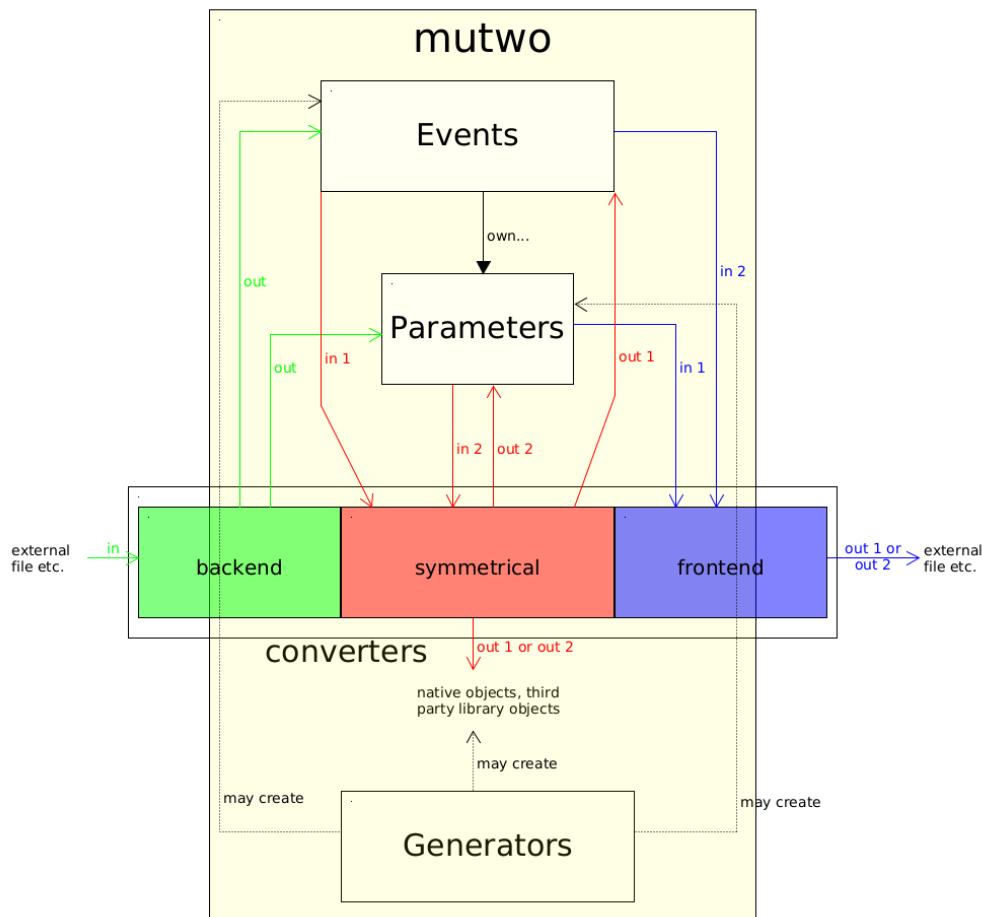 mutwo
Events
own...
out
in 2
Parameters
out
in 1
out 1
in 1
in 2
out 2
external
file etc.
in
backend
symmetrical
frontend
out 1 or
out 2
external
file etc.
converters
out 1 or out 2
native objects, third
party library objects
may create
may create
may create
Generators